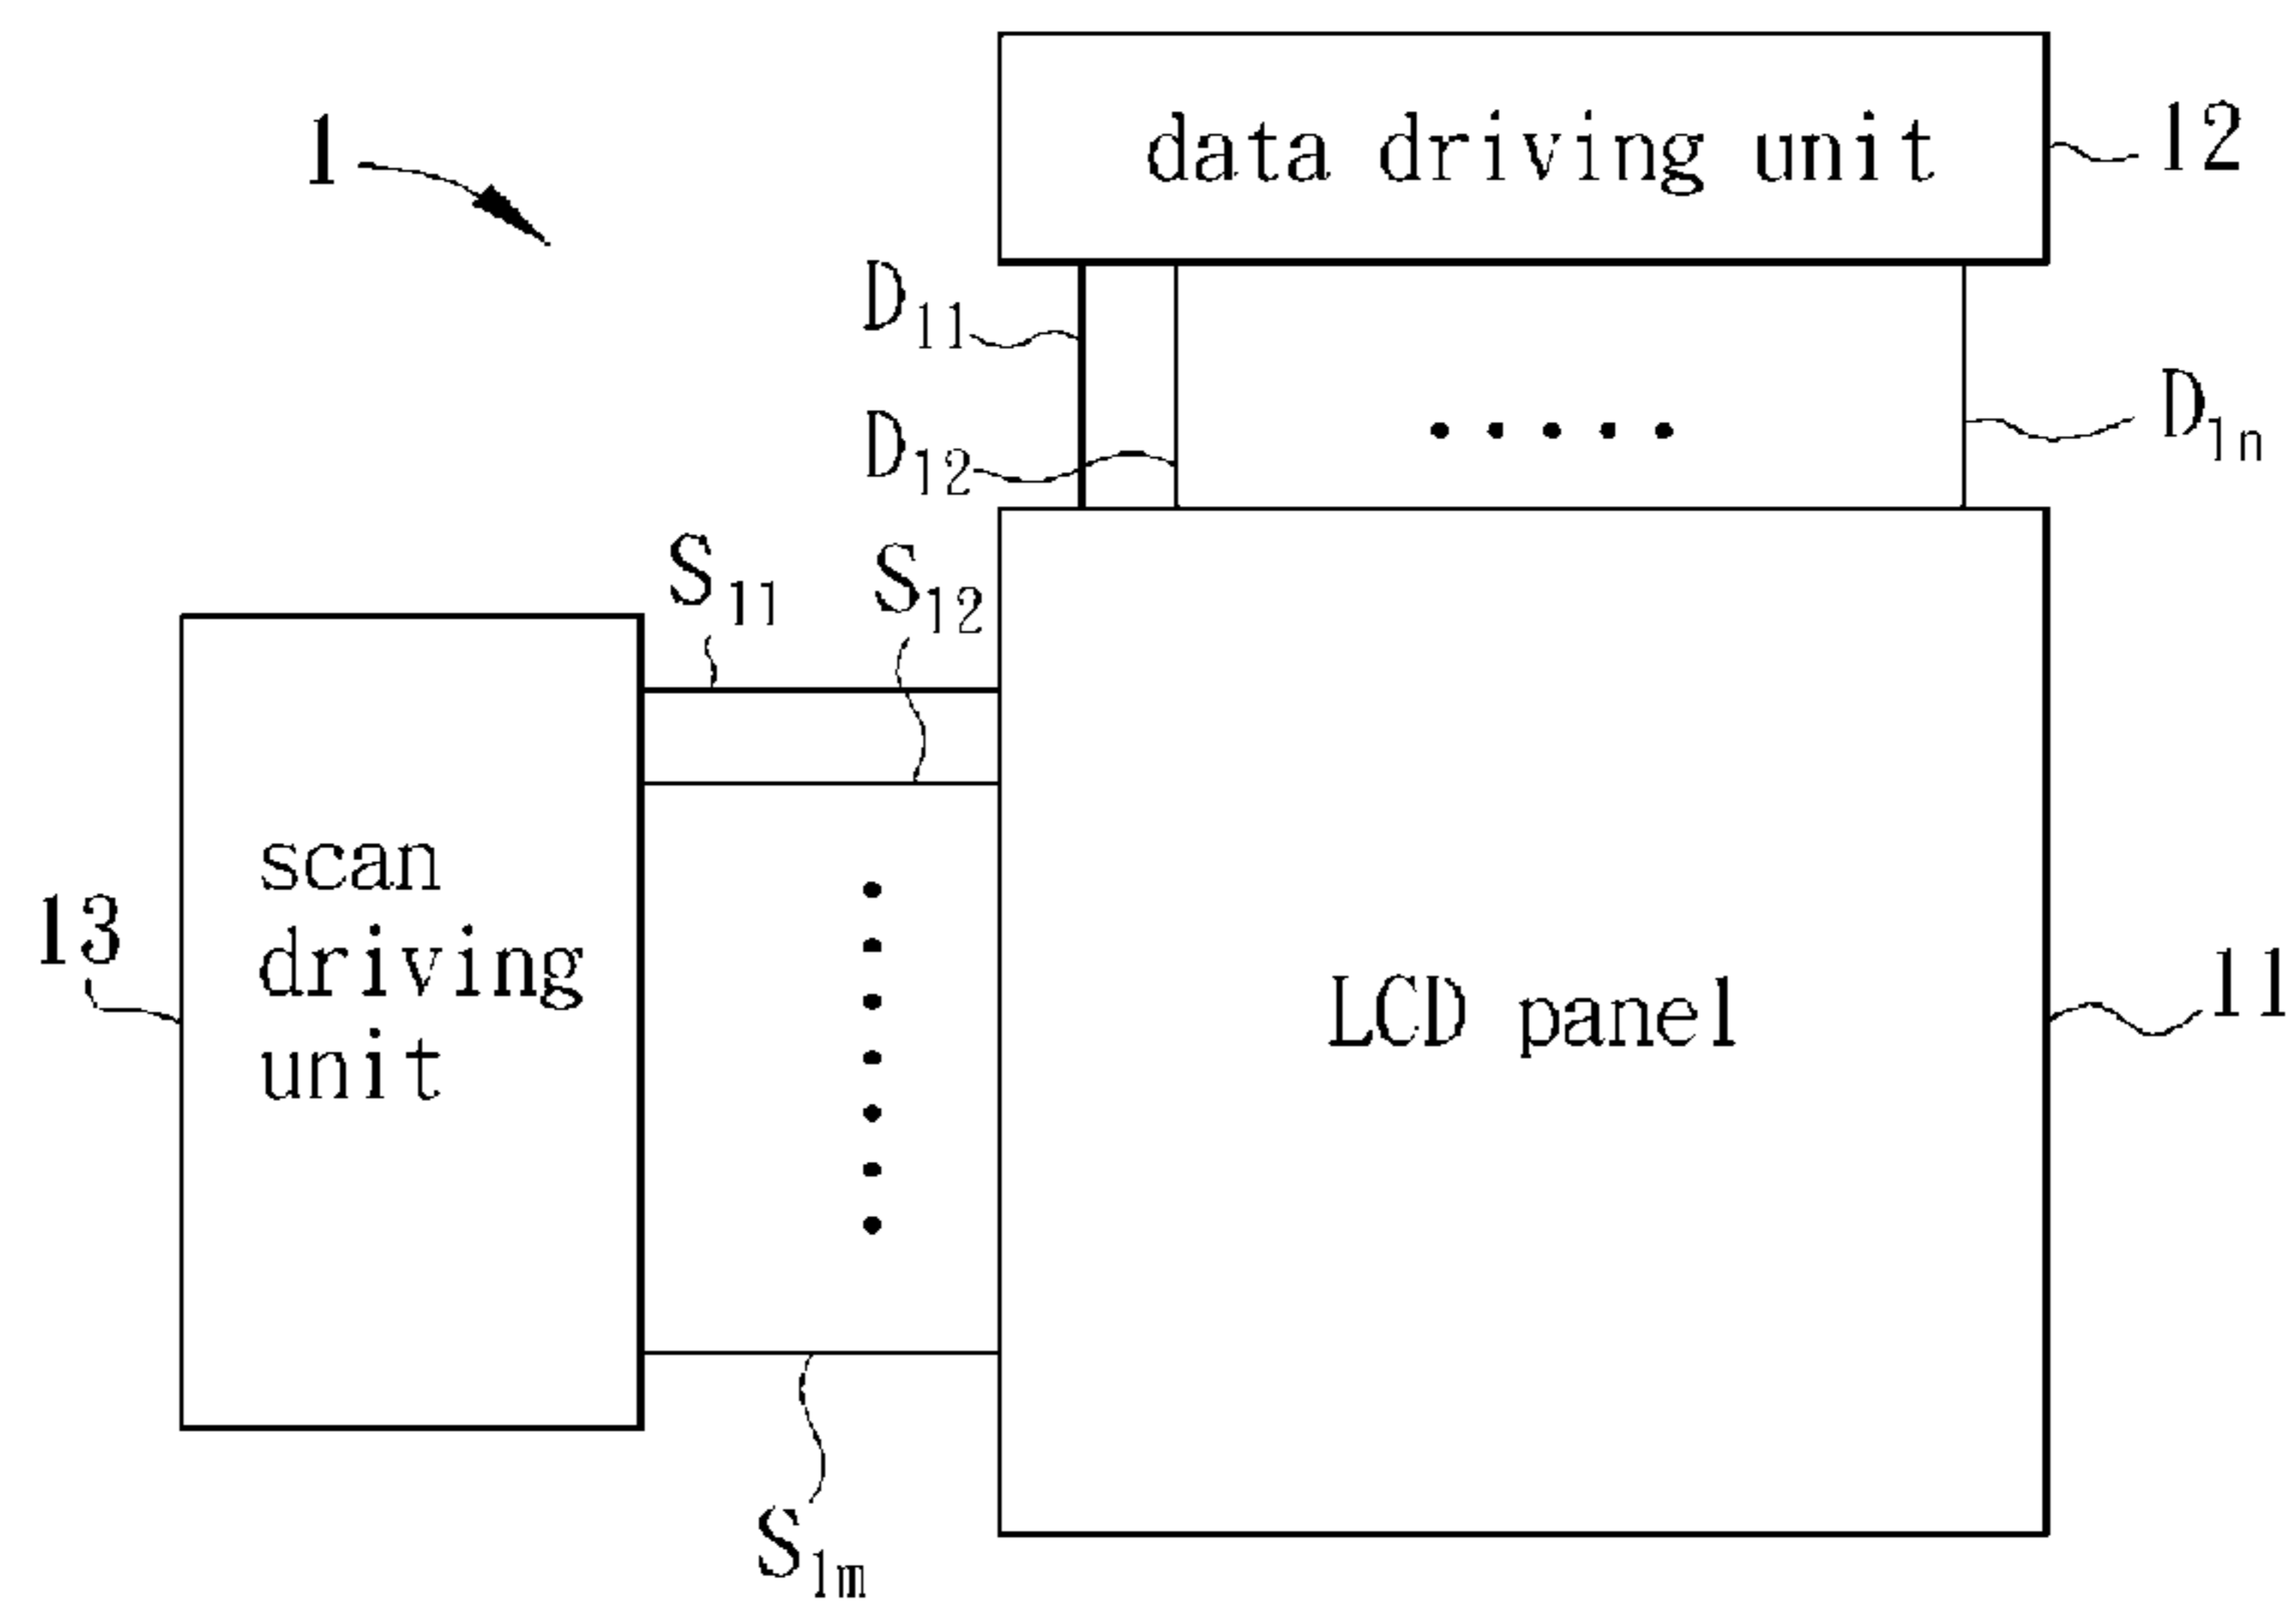 1
data driving unit
12
D11
D12
D1n
S11
S12
scan
driving
unit
13
LCD panel
11
S1m